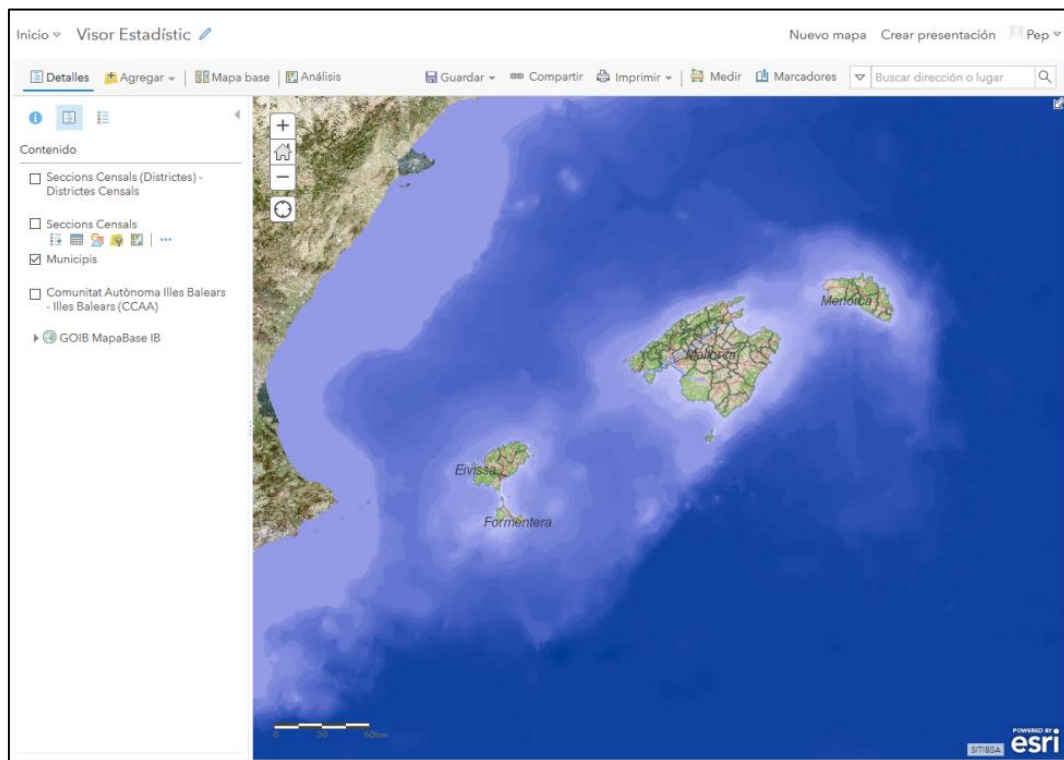 Inicio Visor Estadístic Nuevo mapa Crear presentación Pep
Detalles Agregar Mapa base Análisis Guardar Compartir Imprimir Medir Marcadores Buscar dirección o lugar
Contenido
Seccions Censals (Districtes) -
Districtes Censals
Seccions Censals
Municipis
Comunitat Autònoma Illes Balears
- Illes Balears (CCAA)
GOIB MapaBase IB
Menorca
Mallorca
Eivissa
Formentera
0 30 60km
POWERED BY
esri
SITIBSA